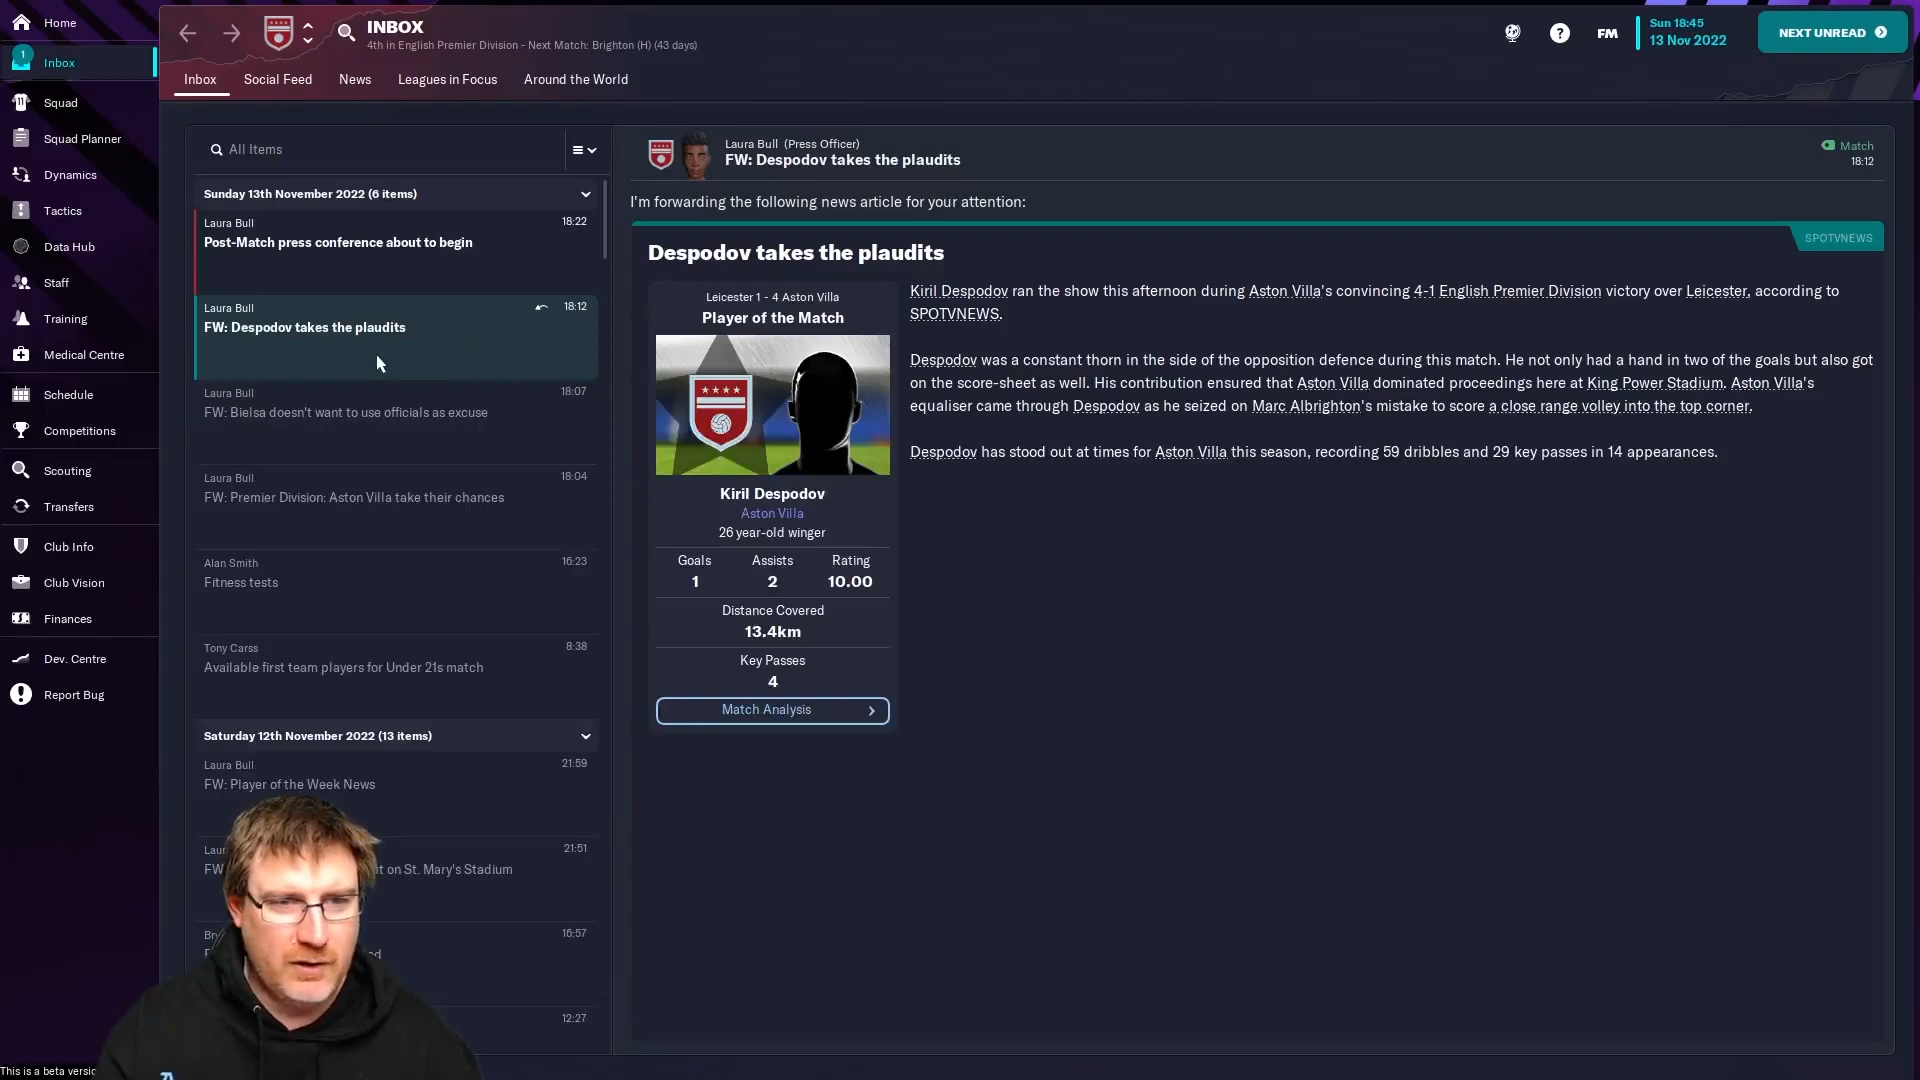 Home
1
Inbox
Squad
Squad Planner
Dynamics
Tactics
Data Hub
Staff
Training
Medical Centre
Schedule
Competitions
Scouting
Transfers
Club Info
Club Vision
Finances
Dev. Centre
Report Bug
This is a beta
INBOX
4th in English Premier Division - Next Match: Brighton (H) (43 days)
FM
Sun 18:45
13 Nov 2022
NEXT UNREAD
Inbox
Social Feed
News
Leagues in Focus
Around the World
All Items
Sunday 13th November 2022 (6 items)
Laura Bull 18:22
Post-Match press conference about to begin
Laura Bull 18:12
FW: Despodov takes the plaudits
Laura Bull 18:07
FW: Bielsa doesn't want to use officials as excuse
Laura Bull 18:04
FW: Premier Division: Aston Villa take their chances
Alan Smith 16:23
Fitness tests
Tony Carss 8:38
Available first team players for Under 21s match
Saturday 12th November 2022 (13 items)
Laura Bull 21:59
FW: Player of the Week News
21:51
on St. Mary's Stadium
16:57
12:27
Laura Bull (Press Officer)
FW: Despodov takes the plaudits
Match
18:12
I'm forwarding the following news article for your attention:
SPOTVNEWS
Despodov takes the plaudits
Leicester 1 - 4 Aston Villa
Player of the Match
Kiril Despodov
Aston Villa
26 year-old winger
Goals Assists Rating
1 2 10.00
Distance Covered
13.4km
Key Passes
4
Match Analysis
Kiril Despodov ran the show this afternoon during Aston Villa's convincing 4-1 English Premier Division victory over Leicester, according to
SPOTVNEWS.
Despodov was a constant thorn in the side of the opposition defence during this match. He not only had a hand in two of the goals but also got
on the score-sheet as well. His contribution ensured that Aston Villa dominated proceedings here at King Power Stadium. Aston Villa's
equaliser came through Despodov as he seized on Marc Albrighton's mistake to score a close range volley into the top corner.
Despodov has stood out at times for Aston Villa this season, recording 59 dribbles and 29 key passes in 14 appearances.